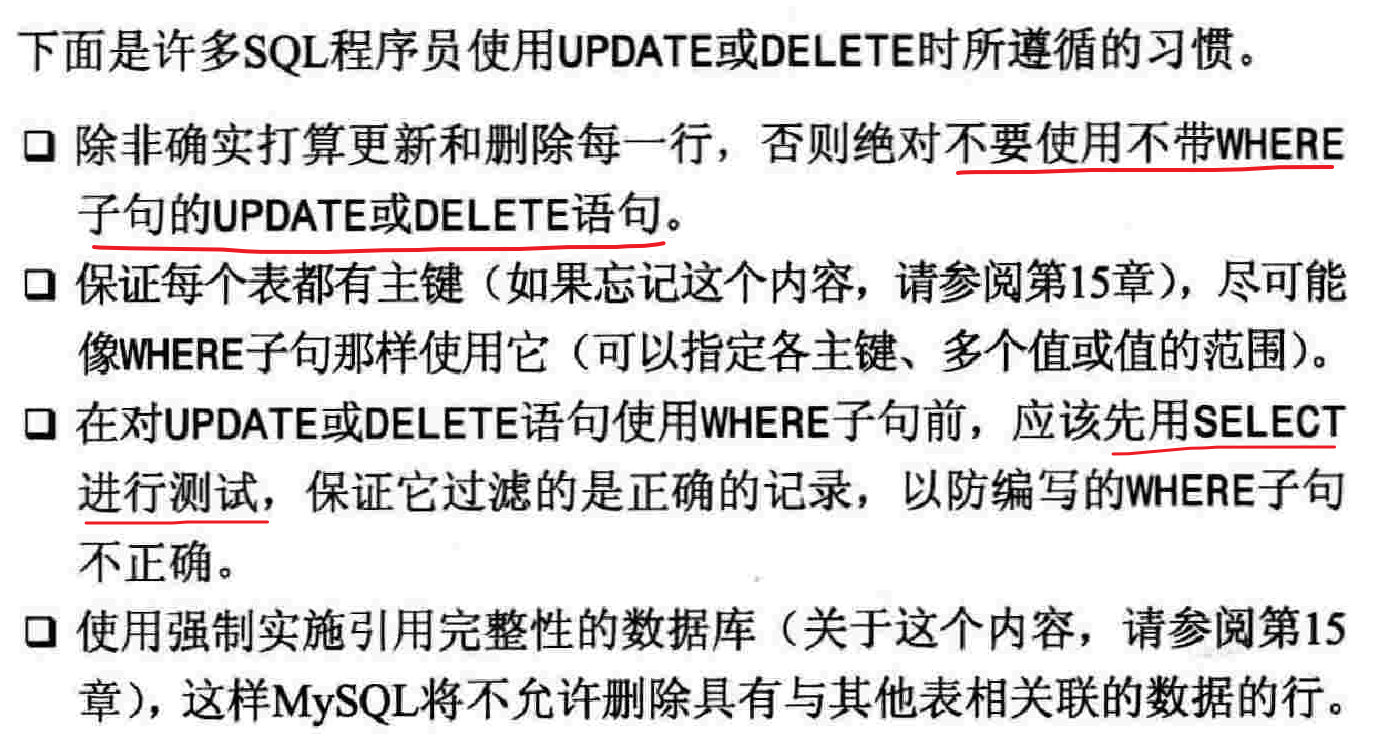 下面是许多SQL程序员使用UPDATE或DELETE时所遵循的习惯。
❑ 除非确实打算更新和删除每一行，否则绝对不要使用不带WHERE
子句的UPDATE或DELETE语句。
❑ 保证每个表都有主键（如果忘记这个内容，请参阅第15章），尽可能
像WHERE子句那样使用它（可以指定各主键、多个值或值的范围）。
❑ 在对UPDATE或DELETE语句使用WHERE子句前，应该先用SELECT
进行测试，保证它过滤的是正确的记录，以防编写的WHERE子句
不正确。
❑ 使用强制实施引用完整性的数据库（关于这个内容，请参阅第15
章），这样MySQL将不允许删除具有与其他表相关联的数据的行。